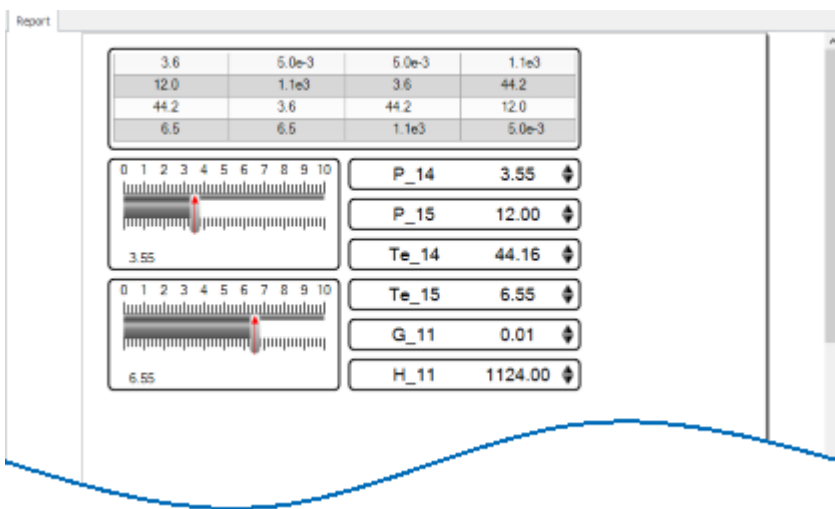 Report
3.6 5.0e-3 5.0e-3 1.1e3
12.0 1.1e3 3.6 44.2
44.2 3.6 44.2 12.0
6.5 6.5 1.1e3 5.0e-3
0 1 2 3 4 5 6 7 8 9 10
3.55
P_14 3.55
P_15 12.00
Te_14 44.16
0 1 2 3 4 5 6 7 8 9 10
6.55
Te_15 6.55
G_11 0.01
H_11 1124.00